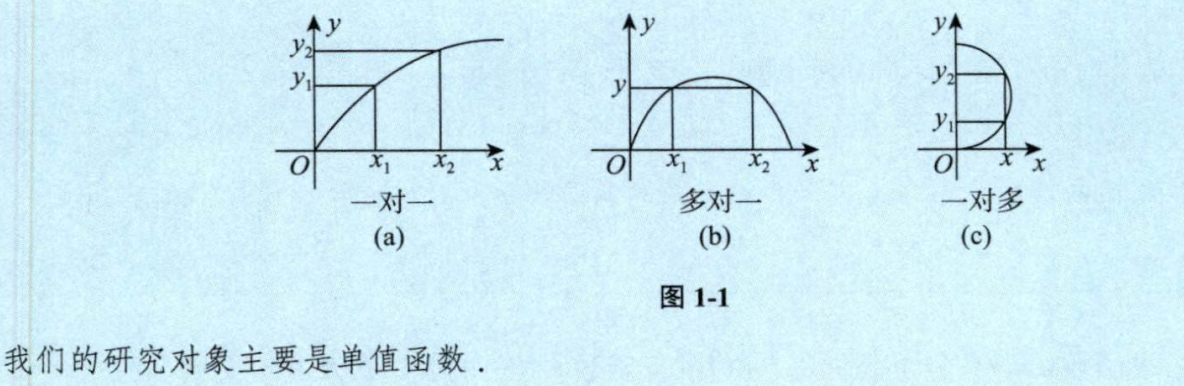 y y y
y₂ y₂
y₁ y y₁
O x₁ x₂ x O x₁ x₂ x O x x
一对一 多对一 一对多
(a) (b) (c)
图 1-1
我们的研究对象主要是单值函数.